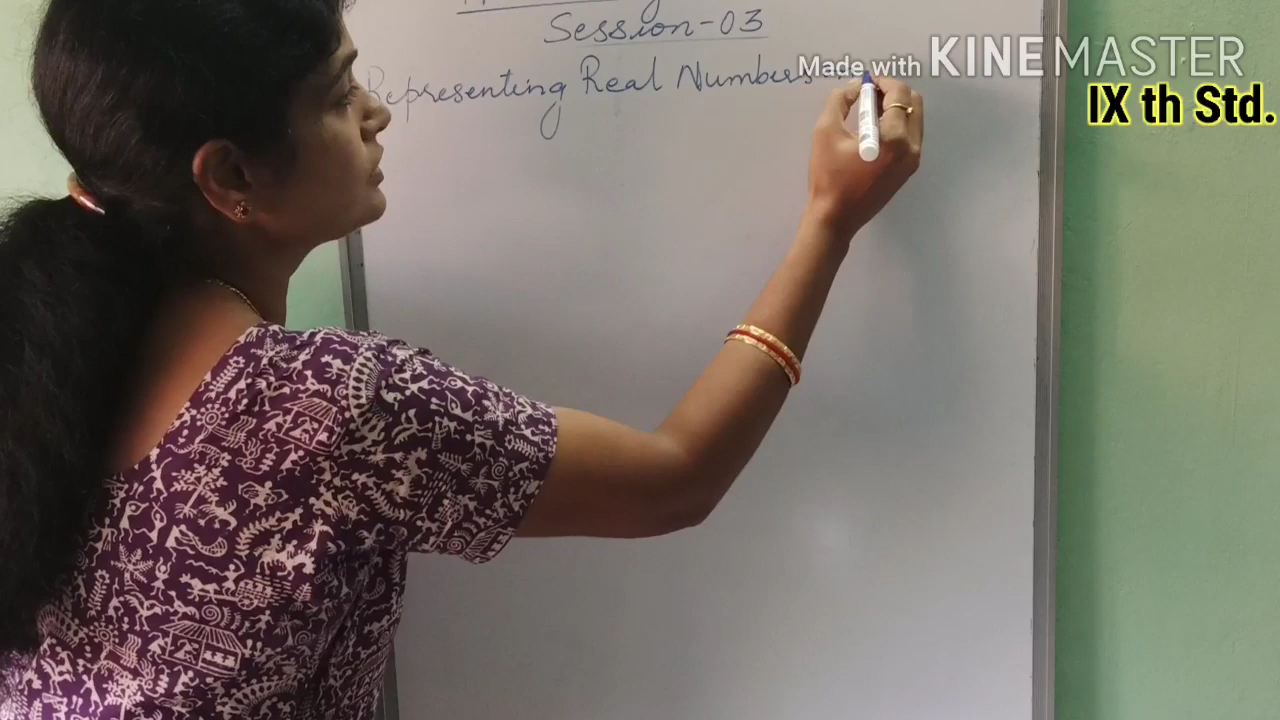 Session-03
Representing Real Numbers
Made with KINEMASTER
IX th Std.